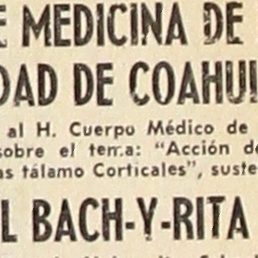 E MEDICINA DE
DAD DE COAHUI
al H. Cuerpo Médico de
sobre el tema: "Acción de
as tálamo Corticales", suste
L BACH-Y-RITA